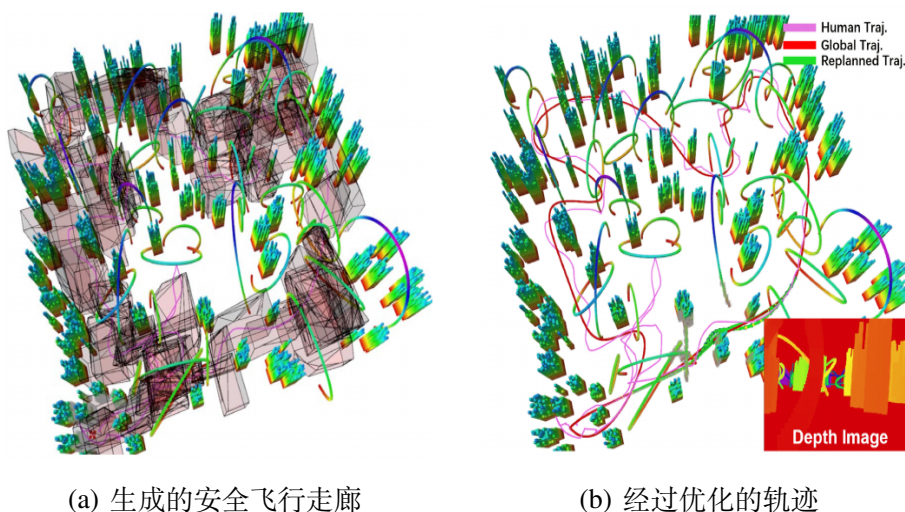 Human Traj.
Global Traj.
Replanned Traj.
Depth Image
(a) 生成的安全飞行走廊
(b) 经过优化的轨迹